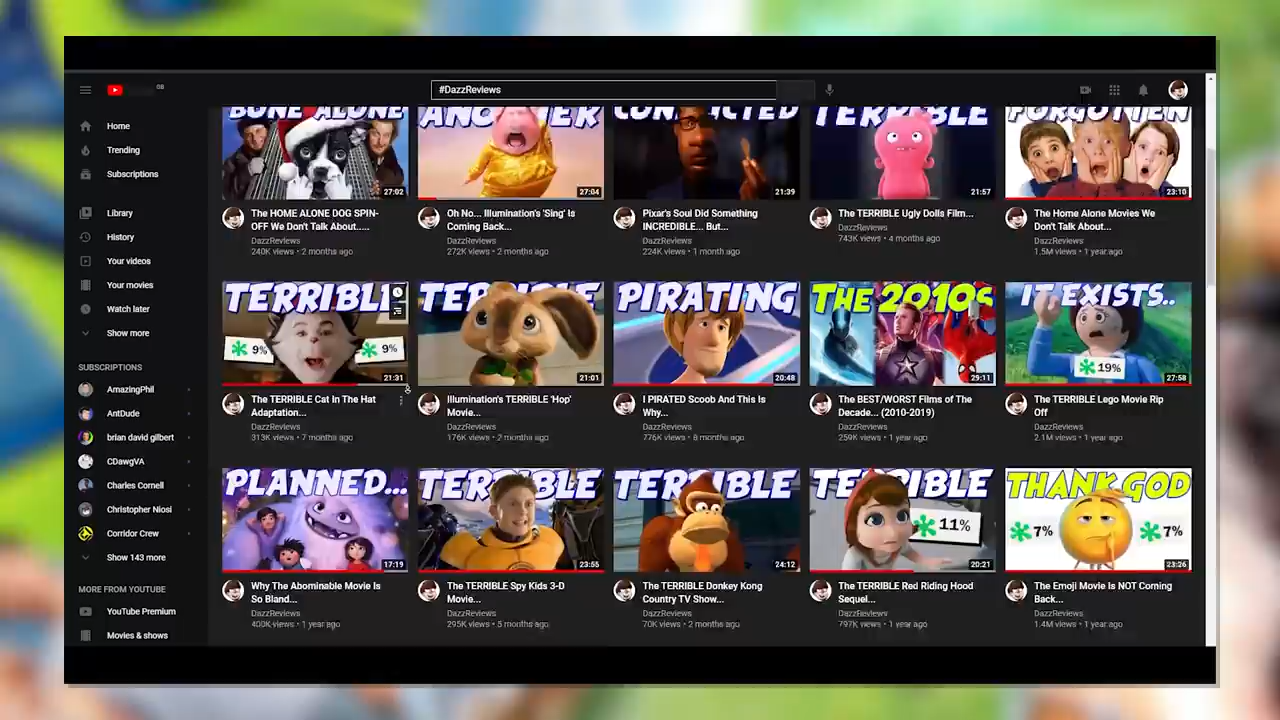 GB
#DazzReviews
Home
Trending
Subscriptions
Library
History
Your videos
Your movies
Watch later
Show more
SUBSCRIPTIONS
AmazingPhil
AntDude
brian david gilbert
CDawgVA
Charles Cornell
Christopher Niosi
Corridor Crew
Show 143 more
MORE FROM YOUTUBE
YouTube Premium
Movies & shows
BONE ALONE
27:02
The HOME ALONE DOG SPIN-
OFF We Don't Talk About.....
DazzReviews
240K views • 2 months ago
ANOTHER
27:04
Oh No... Illumination's 'Sing' Is
Coming Back...
DazzReviews
272K views • 2 months ago
CONFLICTED
21:39
Pixar's Soul Did Something
INCREDIBLE... But...
DazzReviews
224K views • 1 month ago
TERRIBLE
21:57
The TERRIBLE Ugly Dolls Film...
DazzReviews
743K views • 4 months ago
FORGOTTEN
23:10
The Home Alone Movies We
Don't Talk About...
DazzReviews
1.5M views • 1 year ago
TERRIBLE
9%
9%
21:31
The TERRIBLE Cat In The Hat
Adaptation...
DazzReviews
313K views • 7 months ago
TERRIBLE
21:01
Illumination's TERRIBLE 'Hop'
Movie...
DazzReviews
176K views • 2 months ago
PIRATING
20:48
I PIRATED Scoob And This Is
Why...
DazzReviews
776K views • 8 months ago
THE 2010s
29:11
The BEST/WORST Films of The
Decade... (2010-2019)
DazzReviews
259K views • 1 year ago
IT EXISTS..
19%
27:58
The TERRIBLE Lego Movie Rip
Off
DazzReviews
2.1M views • 1 year ago
PLANNED...
17:19
Why The Abominable Movie Is
So Bland...
DazzReviews
400K views • 1 year ago
TERRIBLE
23:55
The TERRIBLE Spy Kids 3-D
Movie...
DazzReviews
295K views • 5 months ago
TERRIBLE
24:12
The TERRIBLE Donkey Kong
Country TV Show...
DazzReviews
70K views • 2 months ago
TERRIBLE
11%
20:21
The TERRIBLE Red Riding Hood
Sequel...
DazzReviews
797K views • 1 year ago
THANK GOD
7%
7%
23:26
The Emoji Movie Is NOT Coming
Back...
DazzReviews
1.4M views • 1 year ago